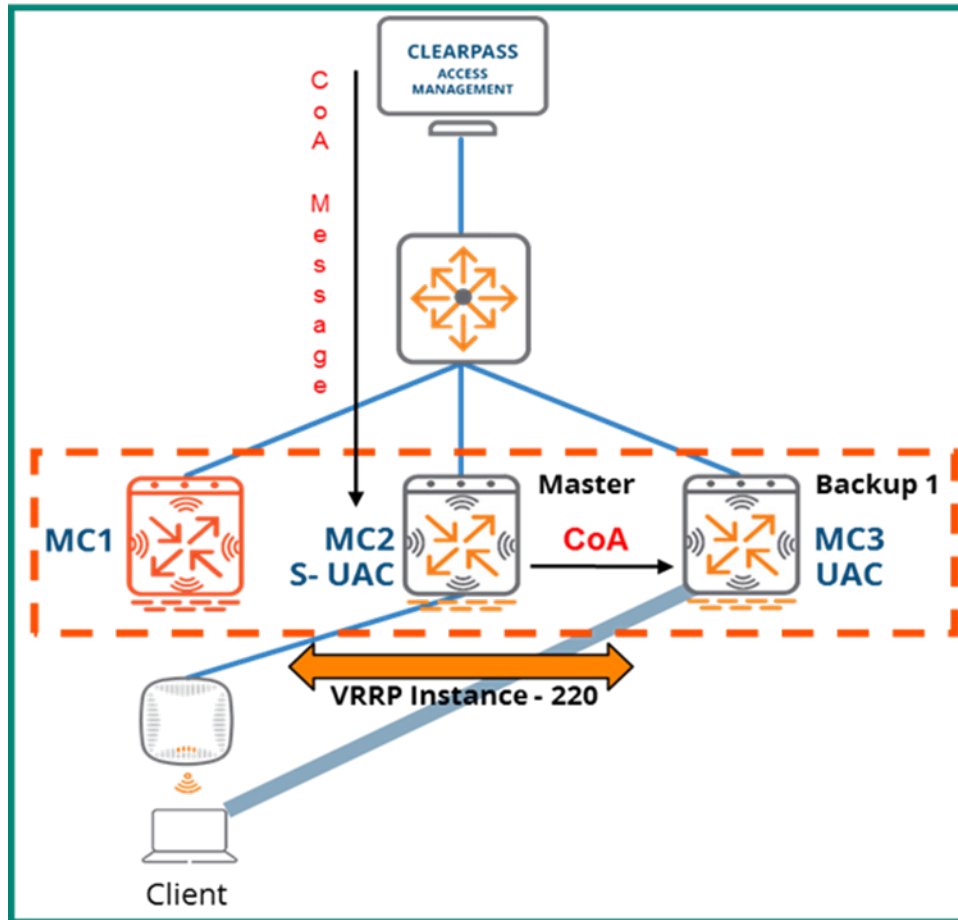 CLEARPASS
ACCESS
MANAGEMENT
CoA Message
Master
Backup 1
MC1
MC2
S- UAC
CoA
MC3
UAC
VRRP Instance - 220
Client